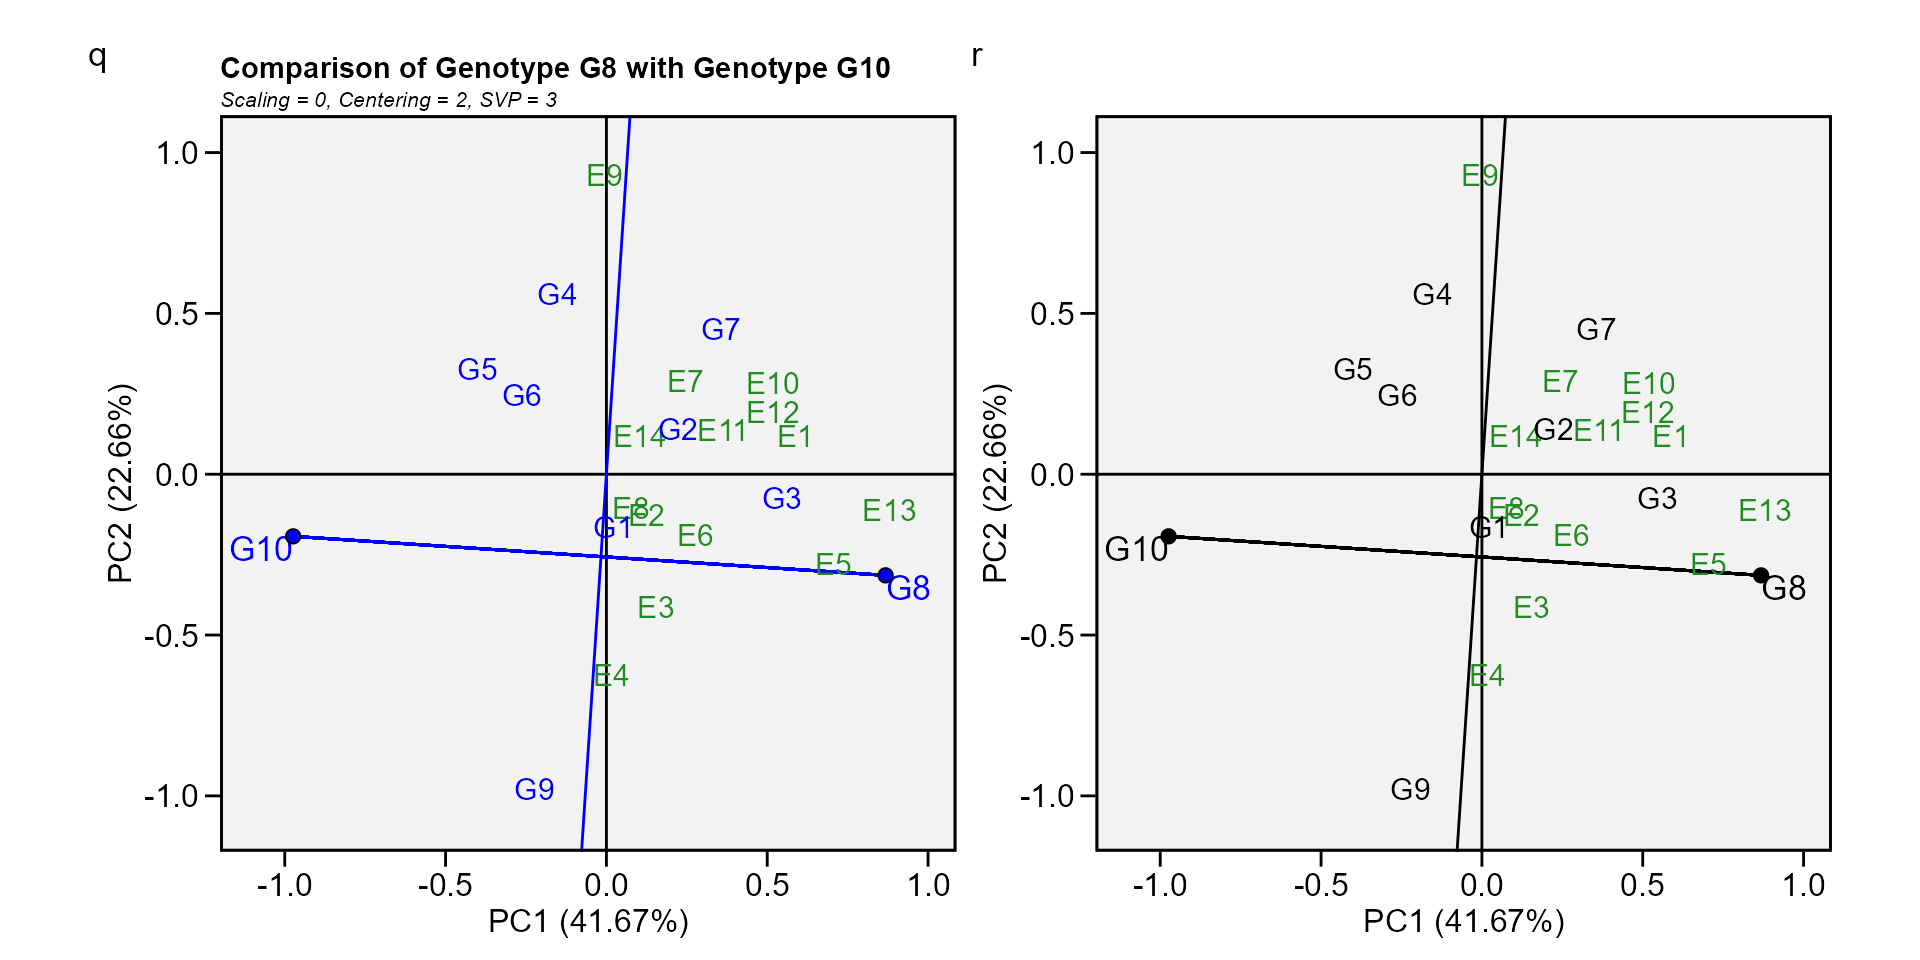 q
Comparison of Genotype G8 with Genotype G10
Scaling = 0, Centering = 2, SVP = 3
PC2 (22.66%)
1.0
0.5
0.0
-0.5
-1.0
E9
G4
G7
G5
G6
E7
E10
E12
E14
G2
E11
E1
G3
E8
E2
E13
G1
E6
G10
E5
G8
E3
E4
G9
-1.0
-0.5
0.0
0.5
1.0
PC1 (41.67%)
r
PC2 (22.66%)
1.0
0.5
0.0
-0.5
-1.0
E9
G4
G7
G5
G6
E7
E10
E12
E14
G2
E11
E1
G3
E8
E2
E13
G1
E6
G10
E5
G8
E3
E4
G9
-1.0
-0.5
0.0
0.5
1.0
PC1 (41.67%)